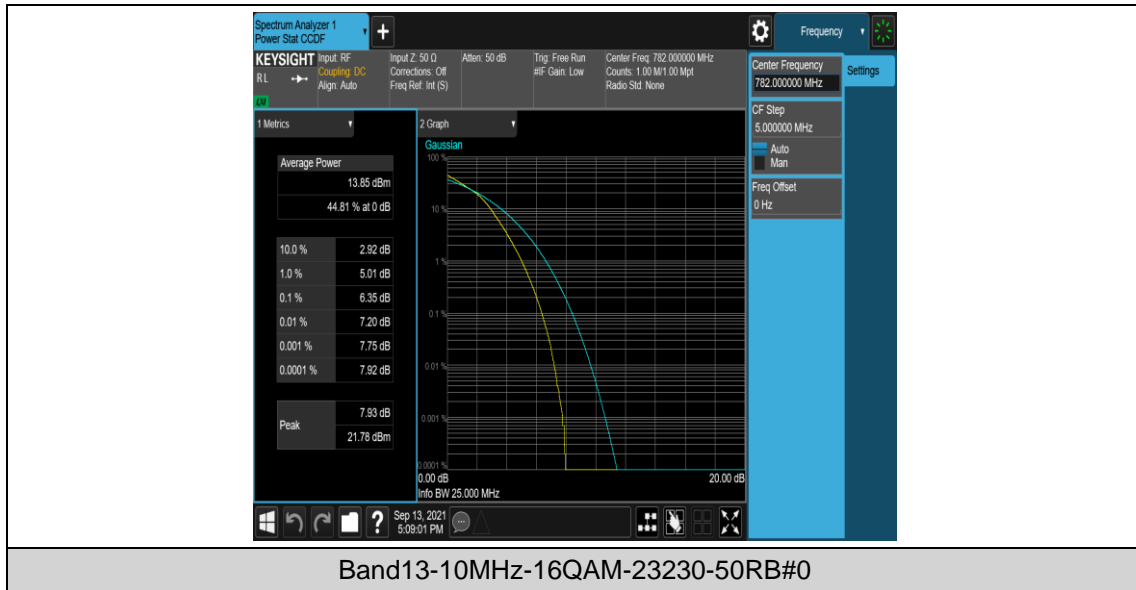 Spectrum Analyzer 1
Power Stat CCDF
+
Frequency
KEYSIGHT
RL
LXI
Input: RF
Coupling: DC
Align: Auto
Input Z: 50 Ω
Corrections: Off
Freq Ref: Int (S)
Atten: 50 dB
Trig: Free Run
#IF Gain: Low
Center Freq: 782.000000 MHz
Counts: 1.00 M/1.00 Mpt
Radio Std: None
Center Frequency
782.000000 MHz
Settings
CF Step
5.000000 MHz
Auto
Man
Freq Offset
0 Hz
1 Metrics
Average Power
13.85 dBm
44.81 % at 0 dB
10.0 % 2.92 dB
1.0 % 5.01 dB
0.1 % 6.35 dB
0.01 % 7.20 dB
0.001 % 7.75 dB
0.0001 % 7.92 dB
Peak
7.93 dB
21.78 dBm
2 Graph
Gaussian
100 %
10 %
1 %
0.1 %
0.01 %
0.001 %
0.0001 %
0.00 dB 20.00 dB
Info BW 25.000 MHz
?
Sep 13, 2021
5:09:01 PM
Band13-10MHz-16QAM-23230-50RB#0